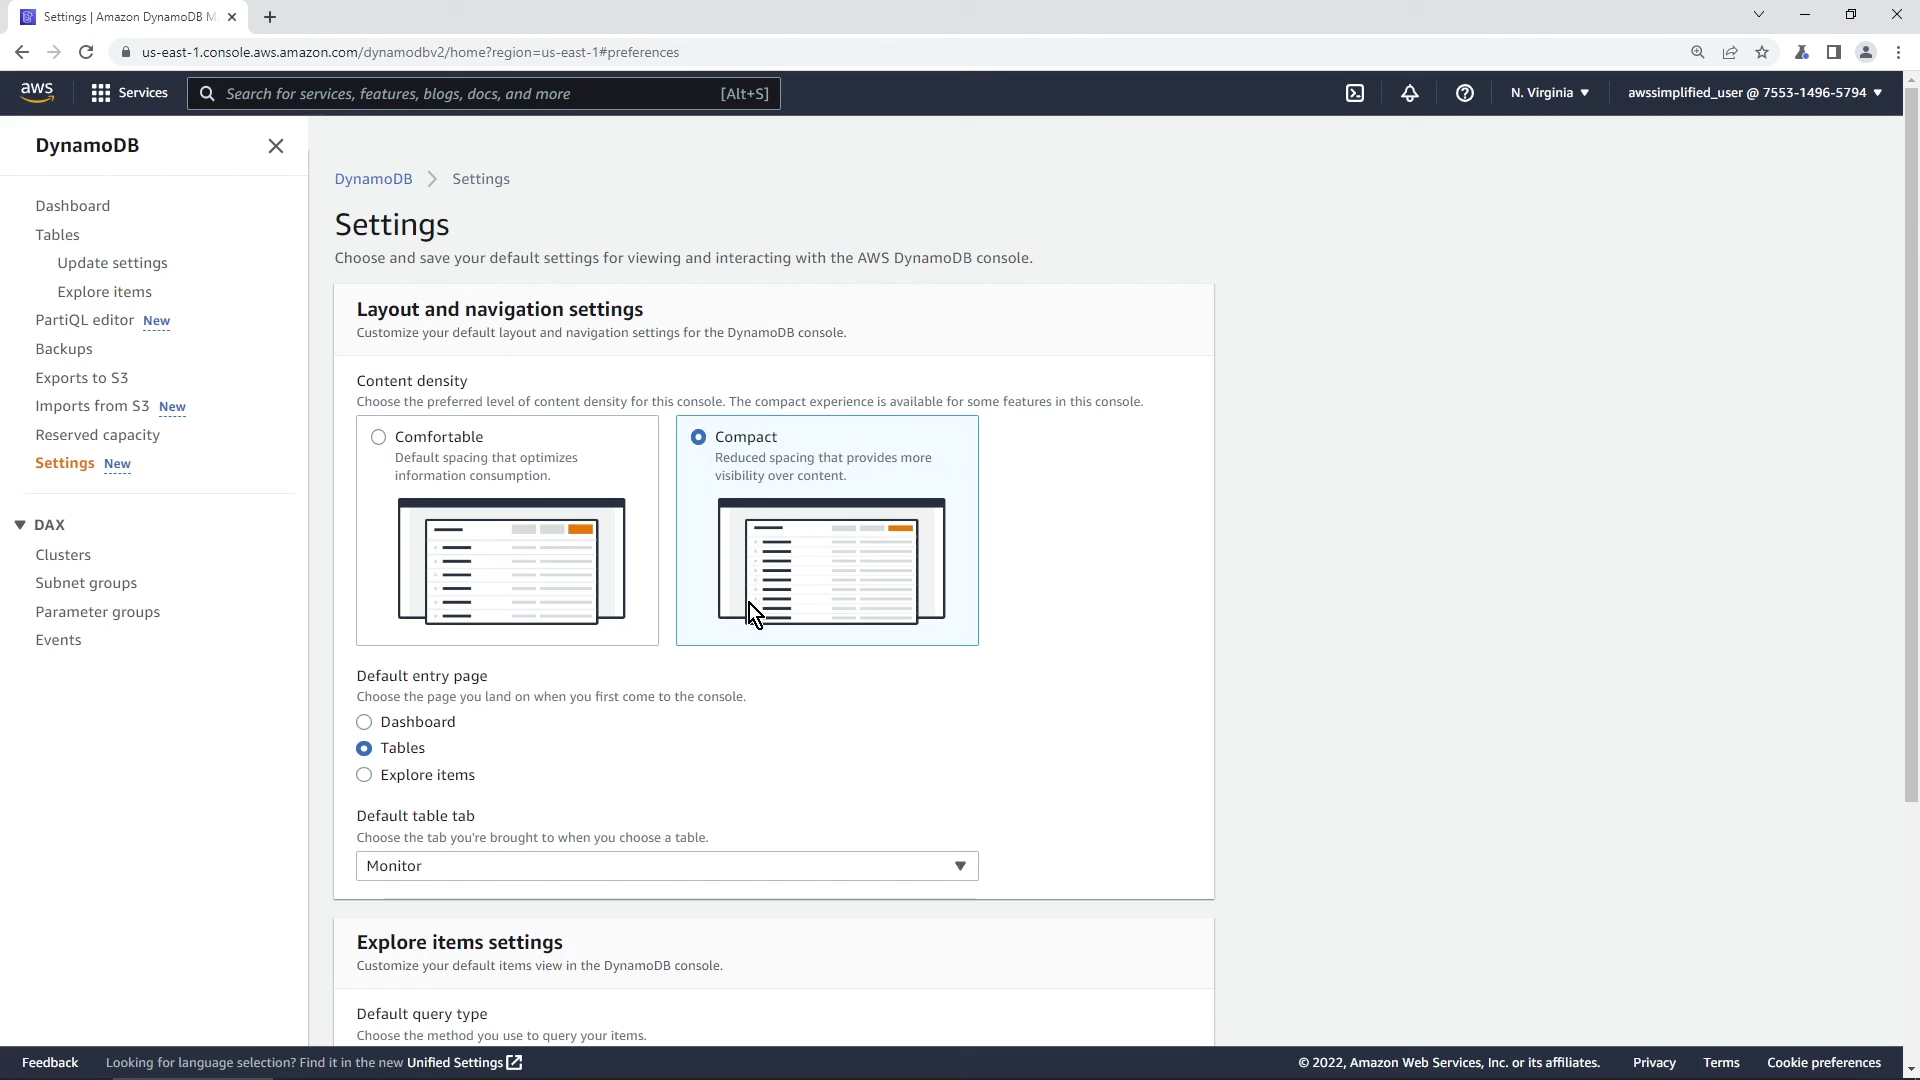 Settings | Amazon DynamoDB M
us-east-1.console.aws.amazon.com/dynamodbv2/home?region=us-east-1#preferences
aws
Services
Search for services, features, blogs, docs, and more
[Alt+S]
N. Virginia
awssimplified_user @ 7553-1496-5794
DynamoDB
Dashboard
Tables
Update settings
Explore items
PartiQL editor New
Backups
Exports to S3
Imports from S3 New
Reserved capacity
Settings New
DAX
Clusters
Subnet groups
Parameter groups
Events
DynamoDB
Settings
Settings
Choose and save your default settings for viewing and interacting with the AWS DynamoDB console.
Layout and navigation settings
Customize your default layout and navigation settings for the DynamoDB console.
Content density
Choose the preferred level of content density for this console. The compact experience is available for some features in this console.
Comfortable
Default spacing that optimizes
information consumption.
Compact
Reduced spacing that provides more
visibility over content.
Default entry page
Choose the page you land on when you first come to the console.
Dashboard
Tables
Explore items
Default table tab
Choose the tab you're brought to when you choose a table.
Monitor
Explore items settings
Customize your default items view in the DynamoDB console.
Default query type
Choose the method you use to query your items.
Feedback
Looking for language selection? Find it in the new Unified Settings
© 2022, Amazon Web Services, Inc. or its affiliates.
Privacy
Terms
Cookie preferences